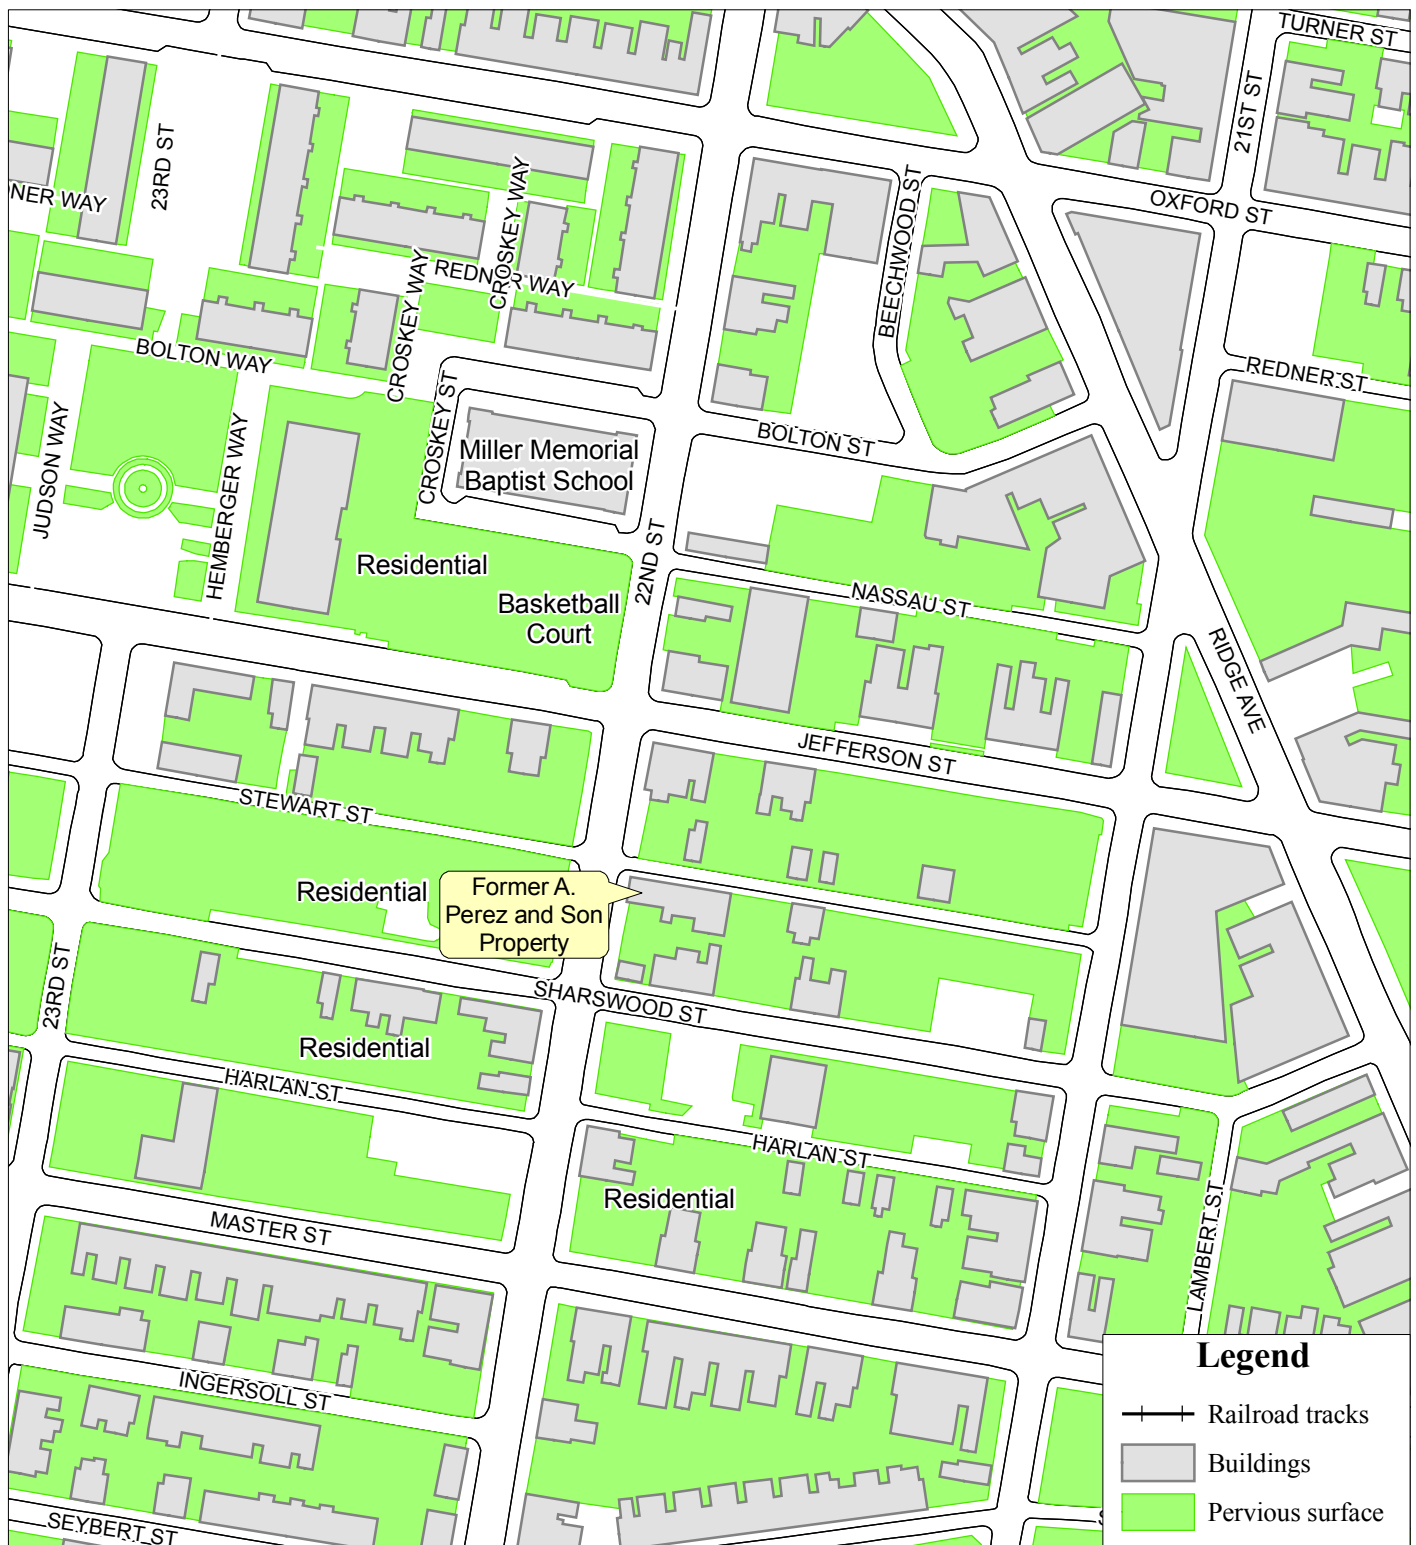 TURNER ST
21ST ST
23RD ST
NER WAY
OXFORD ST
CROSKEY WAY
BEECHWOOD ST
REDNER WAY
CROSKEY WAY
BOLTON WAY
REDNER ST
CROSKEY ST
JUDSON WAY
HEMBERGER WAY
BOLTON ST
Miller Memorial
Baptist School
22ND ST
Residential
Basketball
Court
NASSAU ST
RIDGE AVE
JEFFERSON ST
STEWART ST
Residential
Former A.
Perez and Son
Property
23RD ST
SHARSWOOD ST
Residential
HARLAN ST
HARLAN ST
Residential
LAMBERT ST
MASTER ST
INGERSOLL ST
SEYBERT ST
Legend
Railroad tracks
Buildings
Pervious surface